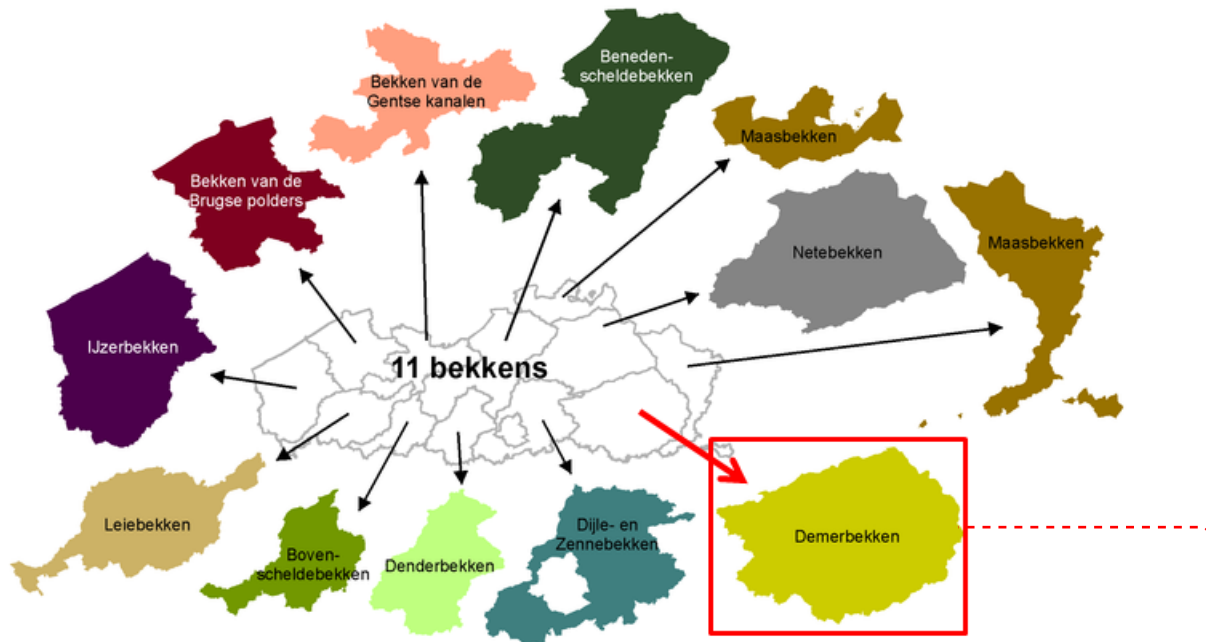 Beneden-
scheldebekken
Bekken van de
Gentse kanalen
Maasbekken
Bekken van de
Brugse polders
Netebekken
Maasbekken
IJzerbekken
11 bekkens
Leiebekken
Boven-
scheldebekken
Denderbekken
Dijle- en
Zennebekken
Demerbekken